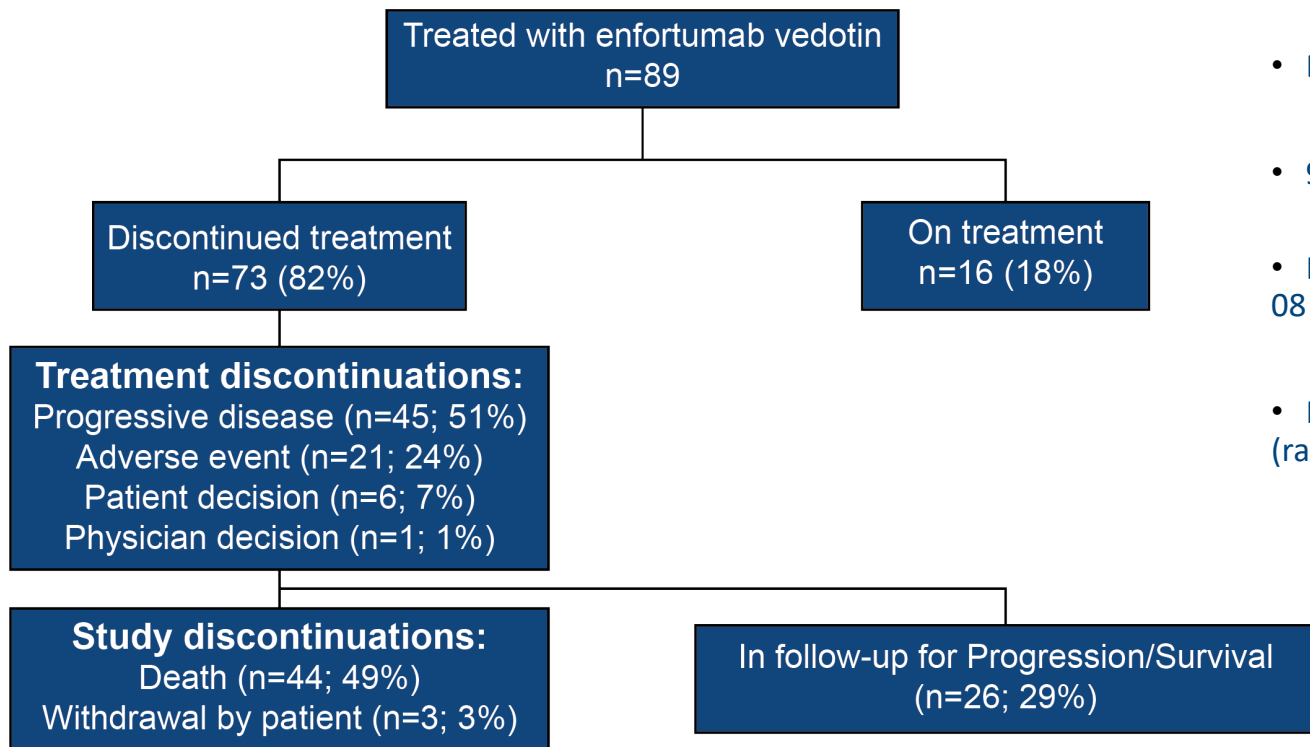 Treated with enfortumab vedotin
n=89
Discontinued treatment
n=73 (82%)
On treatment
n=16 (18%)
Treatment discontinuations:
Progressive disease (n=45; 51%)
Adverse event (n=21; 24%)
Patient decision (n=6; 7%)
Physician decision (n=1; 1%)
Study discontinuations:
Death (n=44; 49%)
Withdrawal by patient (n=3; 3%)
In follow-up for Progression/Survival
(n=26; 29%)
•
• 9
•
08
•
(ra